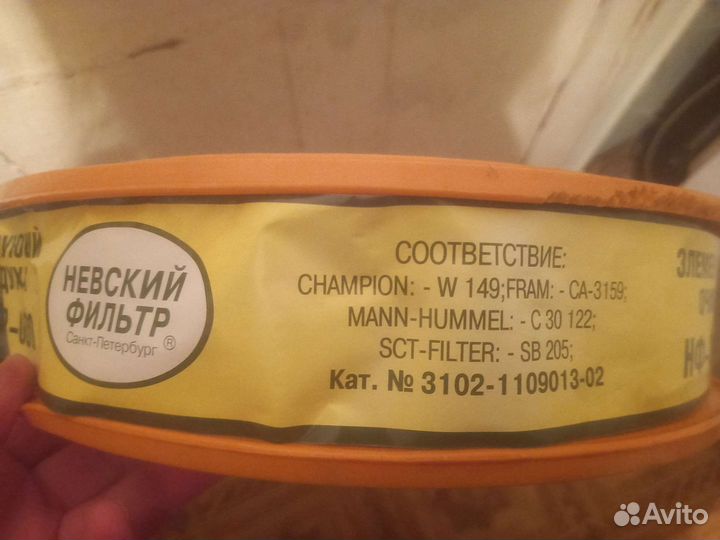 НЕВСКИЙ
ФИЛЬТР
Санкт-Петербург ®
СООТВЕТСТВИЕ:
CHAMPION: - W 149;FRAM: - CA-3159;
MANN-HUMMEL: - C 30 122;
SCT-FILTER: - SB 205;
Кат. № 3102-1109013-02
Avito